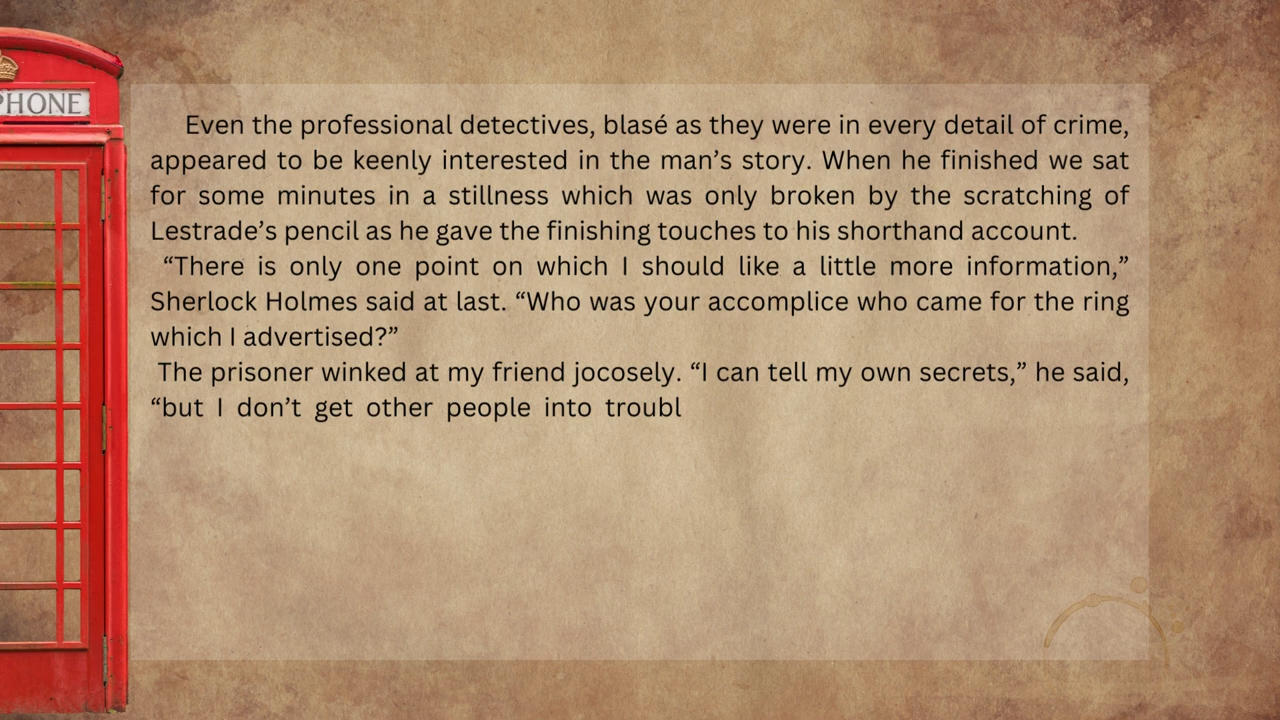 PHONE
Even the professional detectives, blasé as they were in every detail of crime,
appeared to be keenly interested in the man’s story. When he finished we sat
for some minutes in a stillness which was only broken by the scratching of
Lestrade’s pencil as he gave the finishing touches to his shorthand account.
“There is only one point on which I should like a little more information,”
Sherlock Holmes said at last. “Who was your accomplice who came for the ring
which I advertised?”
The prisoner winked at my friend jocosely. “I can tell my own secrets,” he said,
“but I don’t get other people into troubl